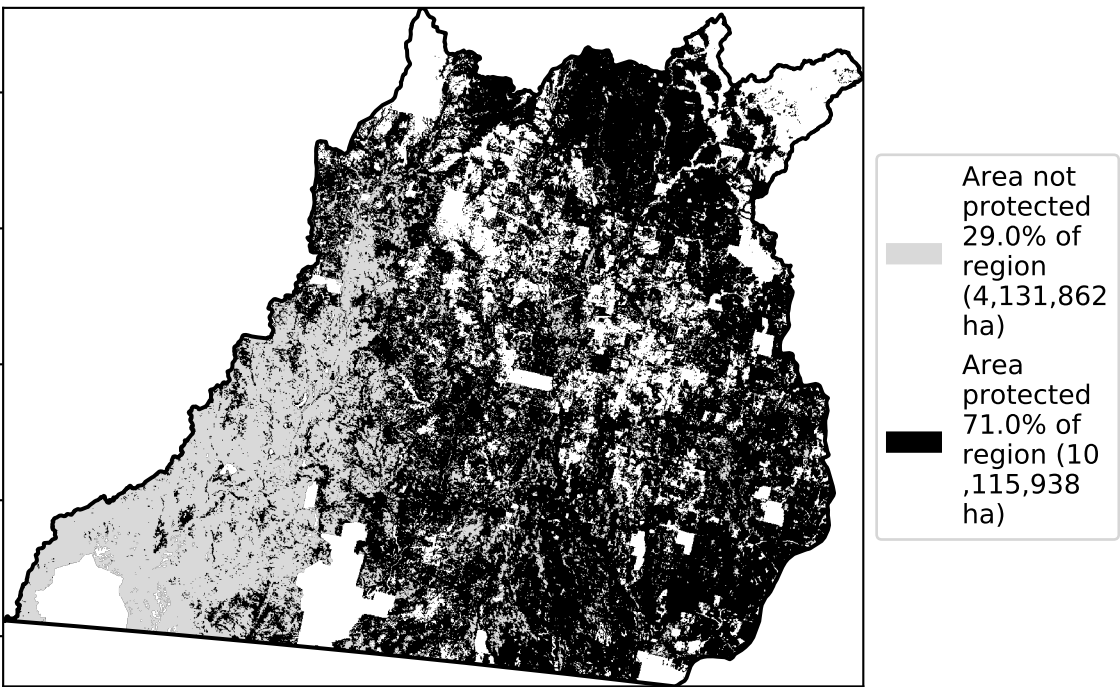 Area not
protected
29.0% of
region
(4,131,862
ha)
Area
protected
71.0% of
region (10
,115,938
ha)